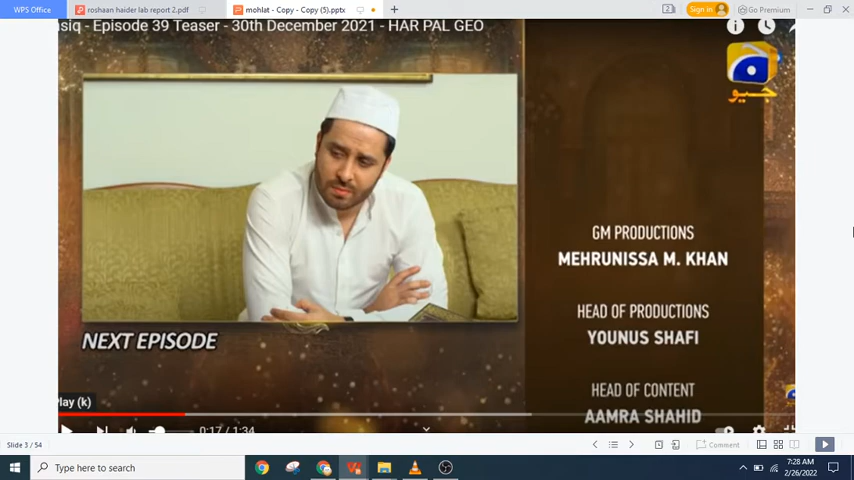 WPS Office
roshaan haider lab report 2.pdf
mohlat - Copy - Copy (5).pptx
2
Sign in
Go Premium
asiq - Episode 39 Teaser - 30th December 2021 - HAR PAL GEO
جیو
GM PRODUCTIONS
MEHRUNISSA M. KHAN
HEAD OF PRODUCTIONS
YOUNUS SHAFI
NEXT EPISODE
HEAD OF CONTENT
AAMRA SHAHID
Play (k)
0:17 / 1:34
Slide 3 / 54
Comment
Type here to search
7:28 AM
2/26/2022